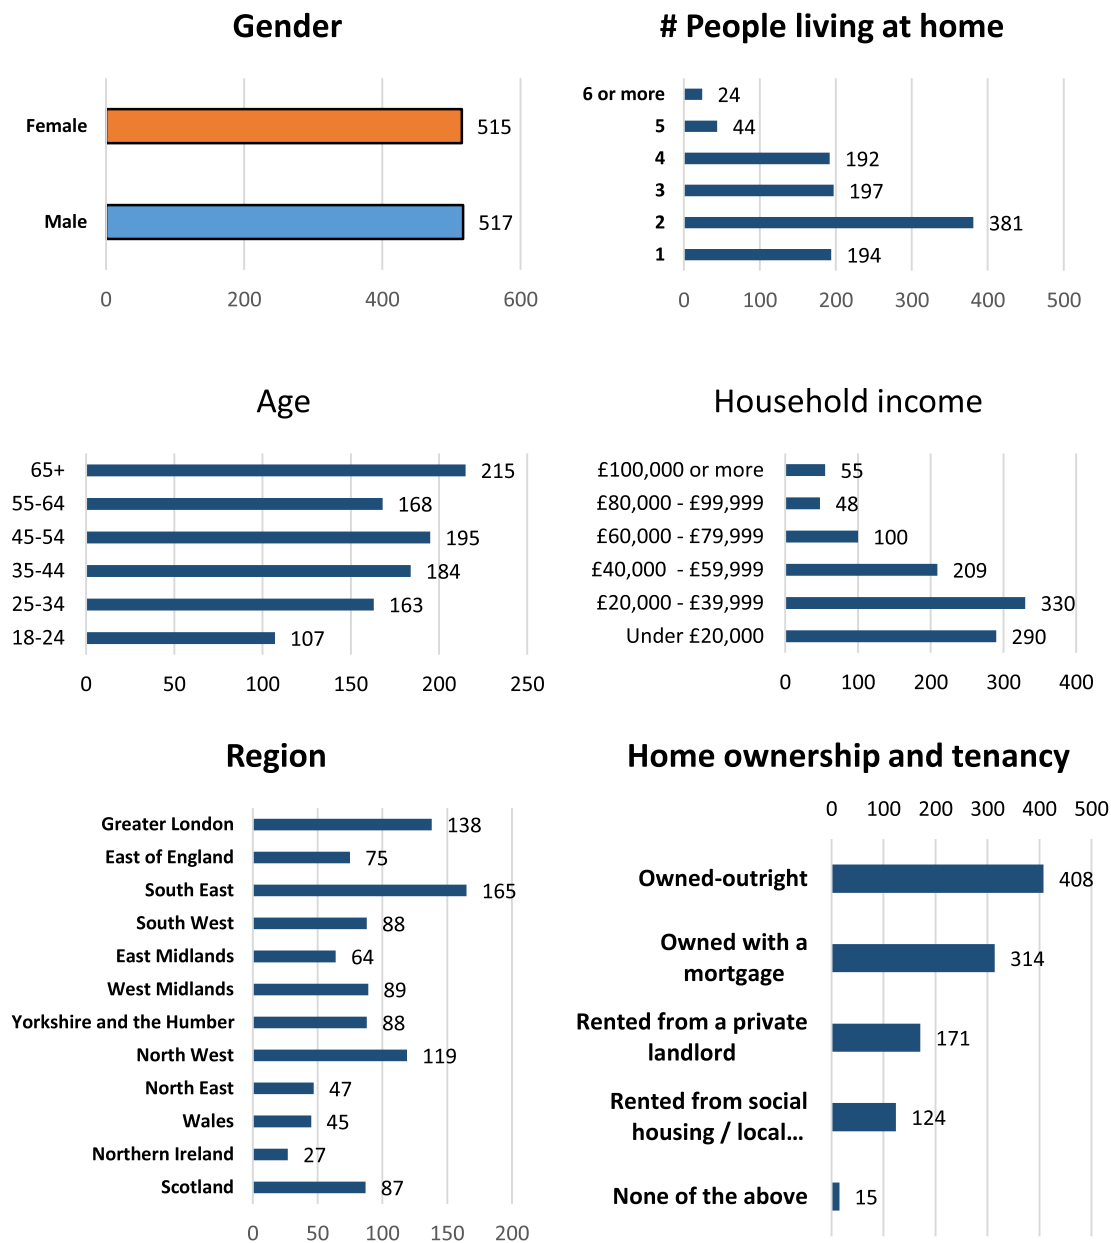 Gender
Female 515
Male 517
0 200 400 600
# People living at home
6 or more 24
5 44
4 192
3 197
2 381
1 194
0 100 200 300 400 500
Age
65+ 215
55-64 168
45-54 195
35-44 184
25-34 163
18-24 107
0 50 100 150 200 250
Household income
£100,000 or more 55
£80,000 - £99,999 48
£60,000 - £79,999 100
£40,000  - £59,999 209
£20,000 - £39,999 330
Under £20,000 290
0 100 200 300 400
Region
Greater London 138
East of England 75
South East 165
South West 88
East Midlands 64
West Midlands 89
Yorkshire and the Humber 88
North West 119
North East 47
Wales 45
Northern Ireland 27
Scotland 87
0 50 100 150 200
Home ownership and tenancy
0 100 200 300 400 500
Owned-outright 408
Owned with a
mortgage 314
Rented from a private
landlord 171
Rented from social
housing / local... 124
None of the above 15